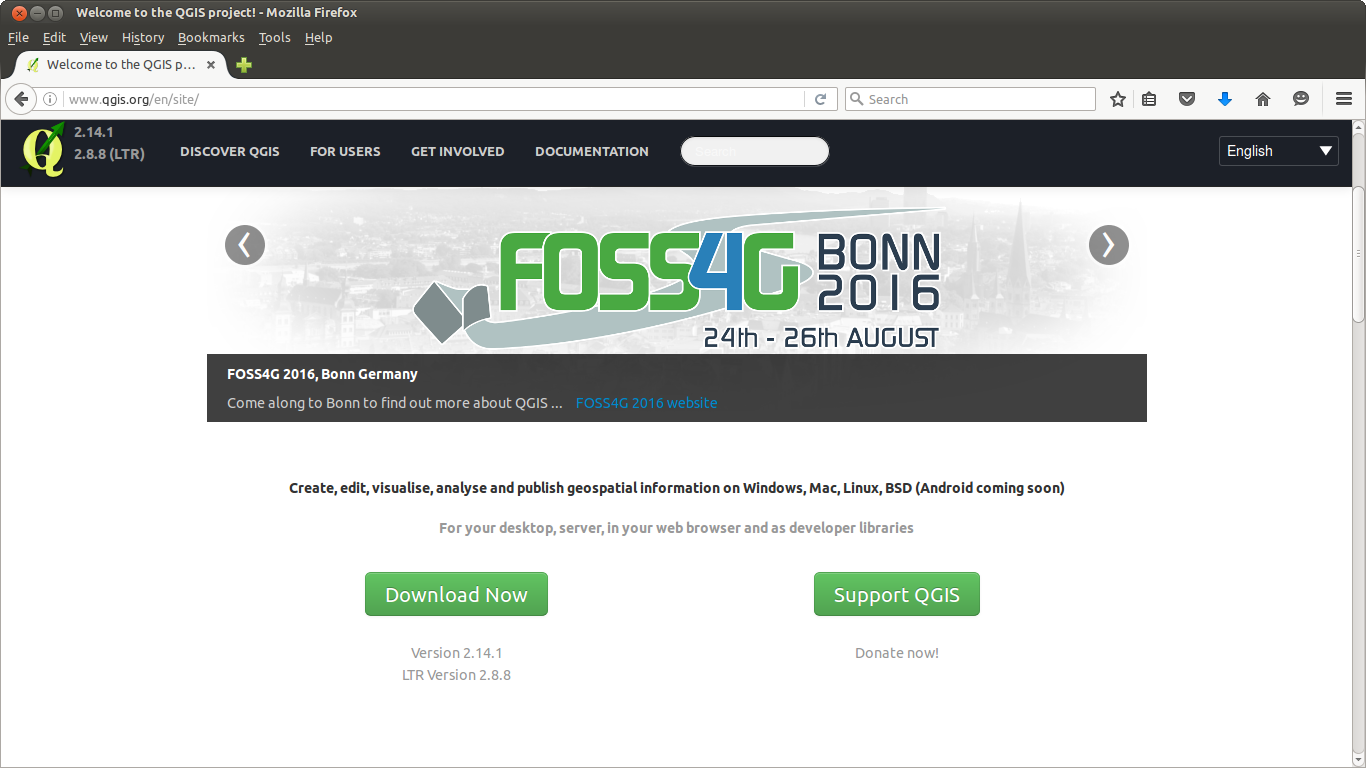 Welcome to the QGIS project! - Mozilla Firefox
File Edit View History Bookmarks Tools Help
Welcome to the QGIS p...
www.qgis.org/en/site/
Search
2.14.1
2.8.8 (LTR)
DISCOVER QGIS FOR USERS GET INVOLVED DOCUMENTATION
Search
English
FOSS4G BONN 2016
24th - 26th AUGUST
FOSS4G 2016, Bonn Germany
Come along to Bonn to find out more about QGIS ... FOSS4G 2016 website
Create, edit, visualise, analyse and publish geospatial information on Windows, Mac, Linux, BSD (Android coming soon)
For your desktop, server, in your web browser and as developer libraries
Download Now
Version 2.14.1
LTR Version 2.8.8
Support QGIS
Donate now!